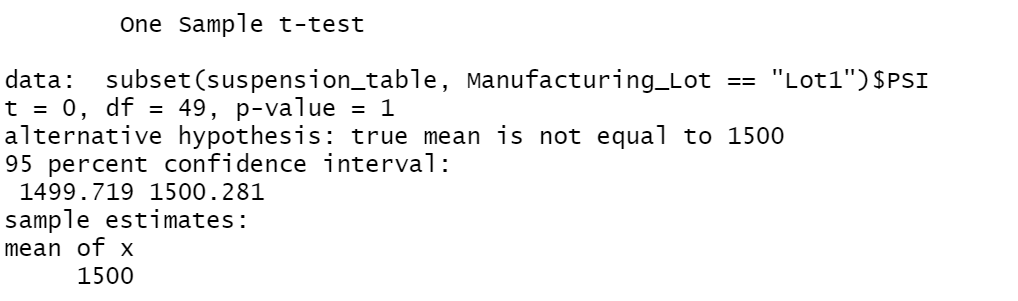 One Sample t-test
data:  subset(suspension_table, Manufacturing_Lot == "Lot1")$PSI
t = 0, df = 49, p-value = 1
alternative hypothesis: true mean is not equal to 1500
95 percent confidence interval:
1499.719 1500.281
sample estimates:
mean of x
1500